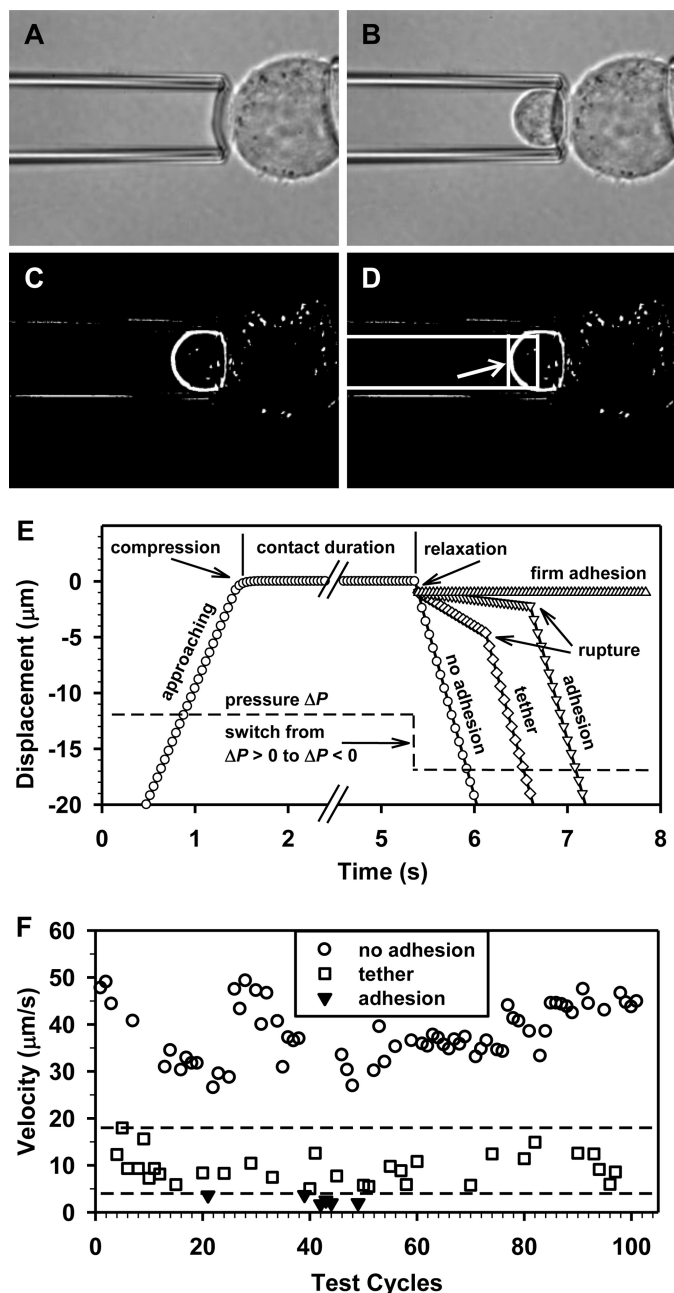 A
B
C
D
E
compression
contact duration
relaxation
firm adhesion
approaching
rupture
no adhesion
tether
adhesion
pressure ΔP
switch from
ΔP > 0 to ΔP < 0
Displacement (μm)
0
-5
-10
-15
-20
0 1 2 5 6 7 8
Time (s)
F
no adhesion
tether
adhesion
Velocity (μm/s)
60
50
40
30
20
10
0
0 20 40 60 80 100
Test Cycles